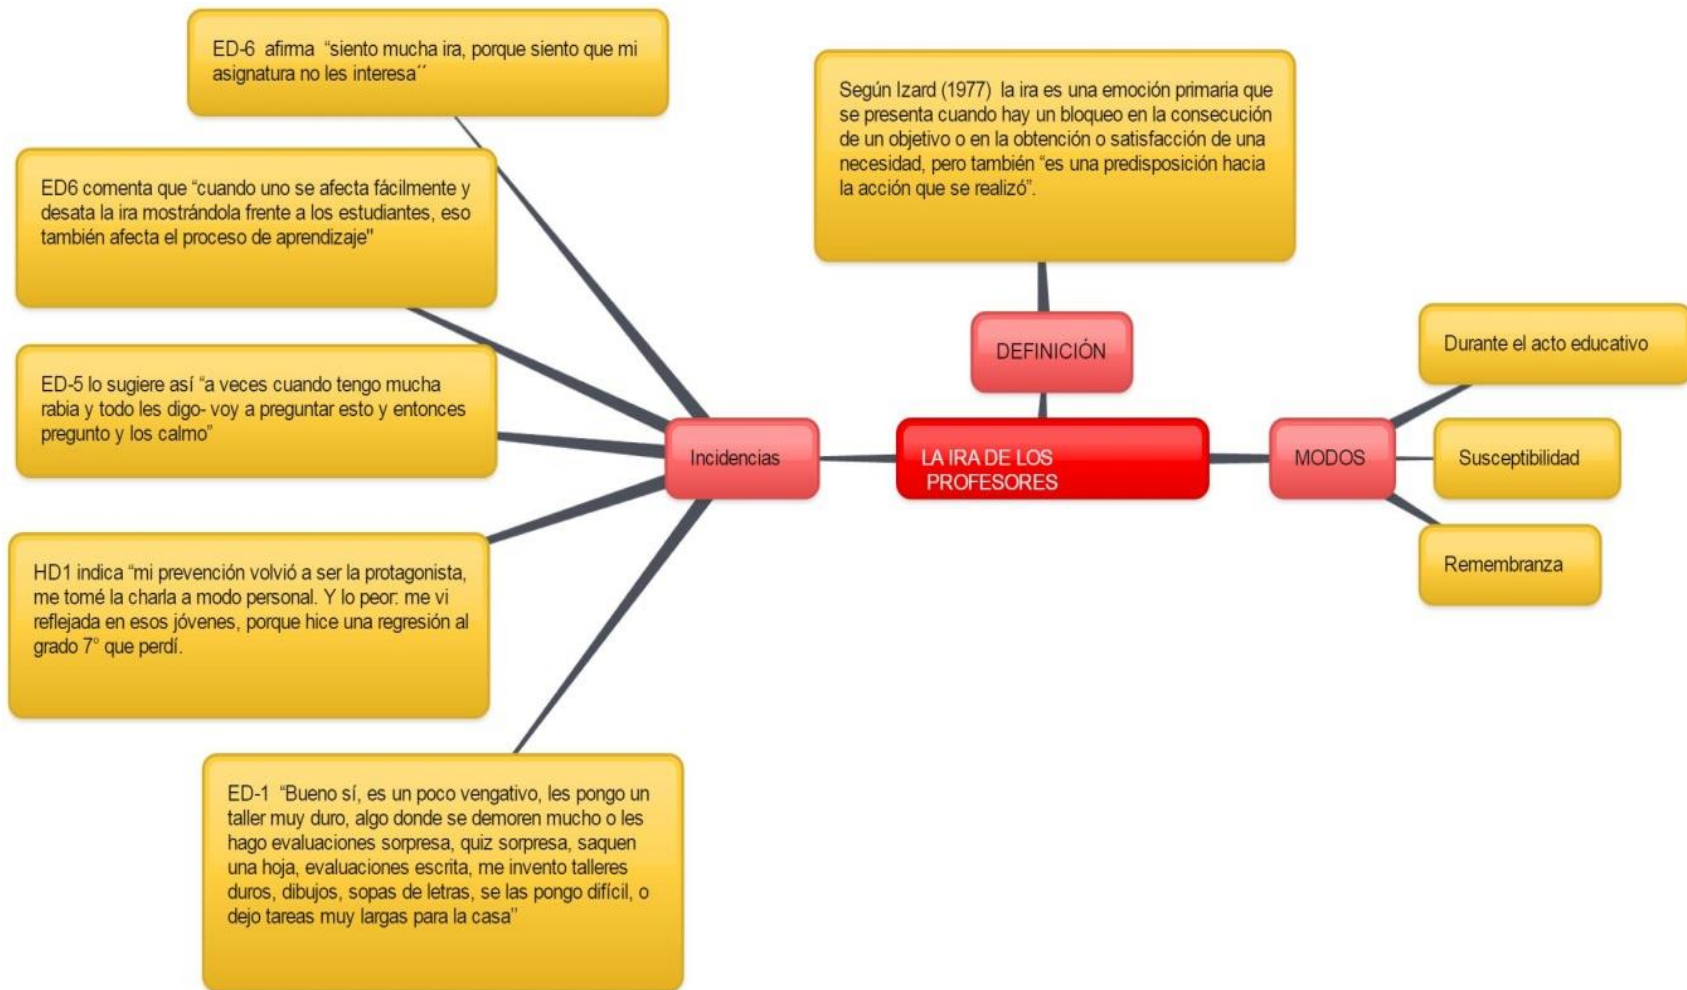 ED-6 afirma “siento mucha ira, porque siento que mi
asignatura no les interesa´´
ED6 comenta que “cuando uno se afecta fácilmente y
desata la ira mostrándola frente a los estudiantes, eso
también afecta el proceso de aprendizaje"
ED-5 lo sugiere así “a veces cuando tengo mucha
rabia y todo les digo- voy a preguntar esto y entonces
pregunto y los calmo”
HD1 indica “mi prevención volvió a ser la protagonista,
me tomé la charla a modo personal. Y lo peor: me vi
reflejada en esos jóvenes, porque hice una regresión al
grado 7° que perdí.
ED-1 “Bueno sí, es un poco vengativo, les pongo un
taller muy duro, algo donde se demoren mucho o les
hago evaluaciones sorpresa, quiz sorpresa, saquen
una hoja, evaluaciones escrita, me invento talleres
duros, dibujos, sopas de letras, se las pongo difícil, o
dejo tareas muy largas para la casa”
Incidencias
Según Izard (1977) la ira es una emoción primaria que
se presenta cuando hay un bloqueo en la consecución
de un objetivo o en la obtención o satisfacción de una
necesidad, pero también “es una predisposición hacia
la acción que se realizó”.
DEFINICIÓN
LA IRA DE LOS
PROFESORES
MODOS
Durante el acto educativo
Susceptibilidad
Remembranza